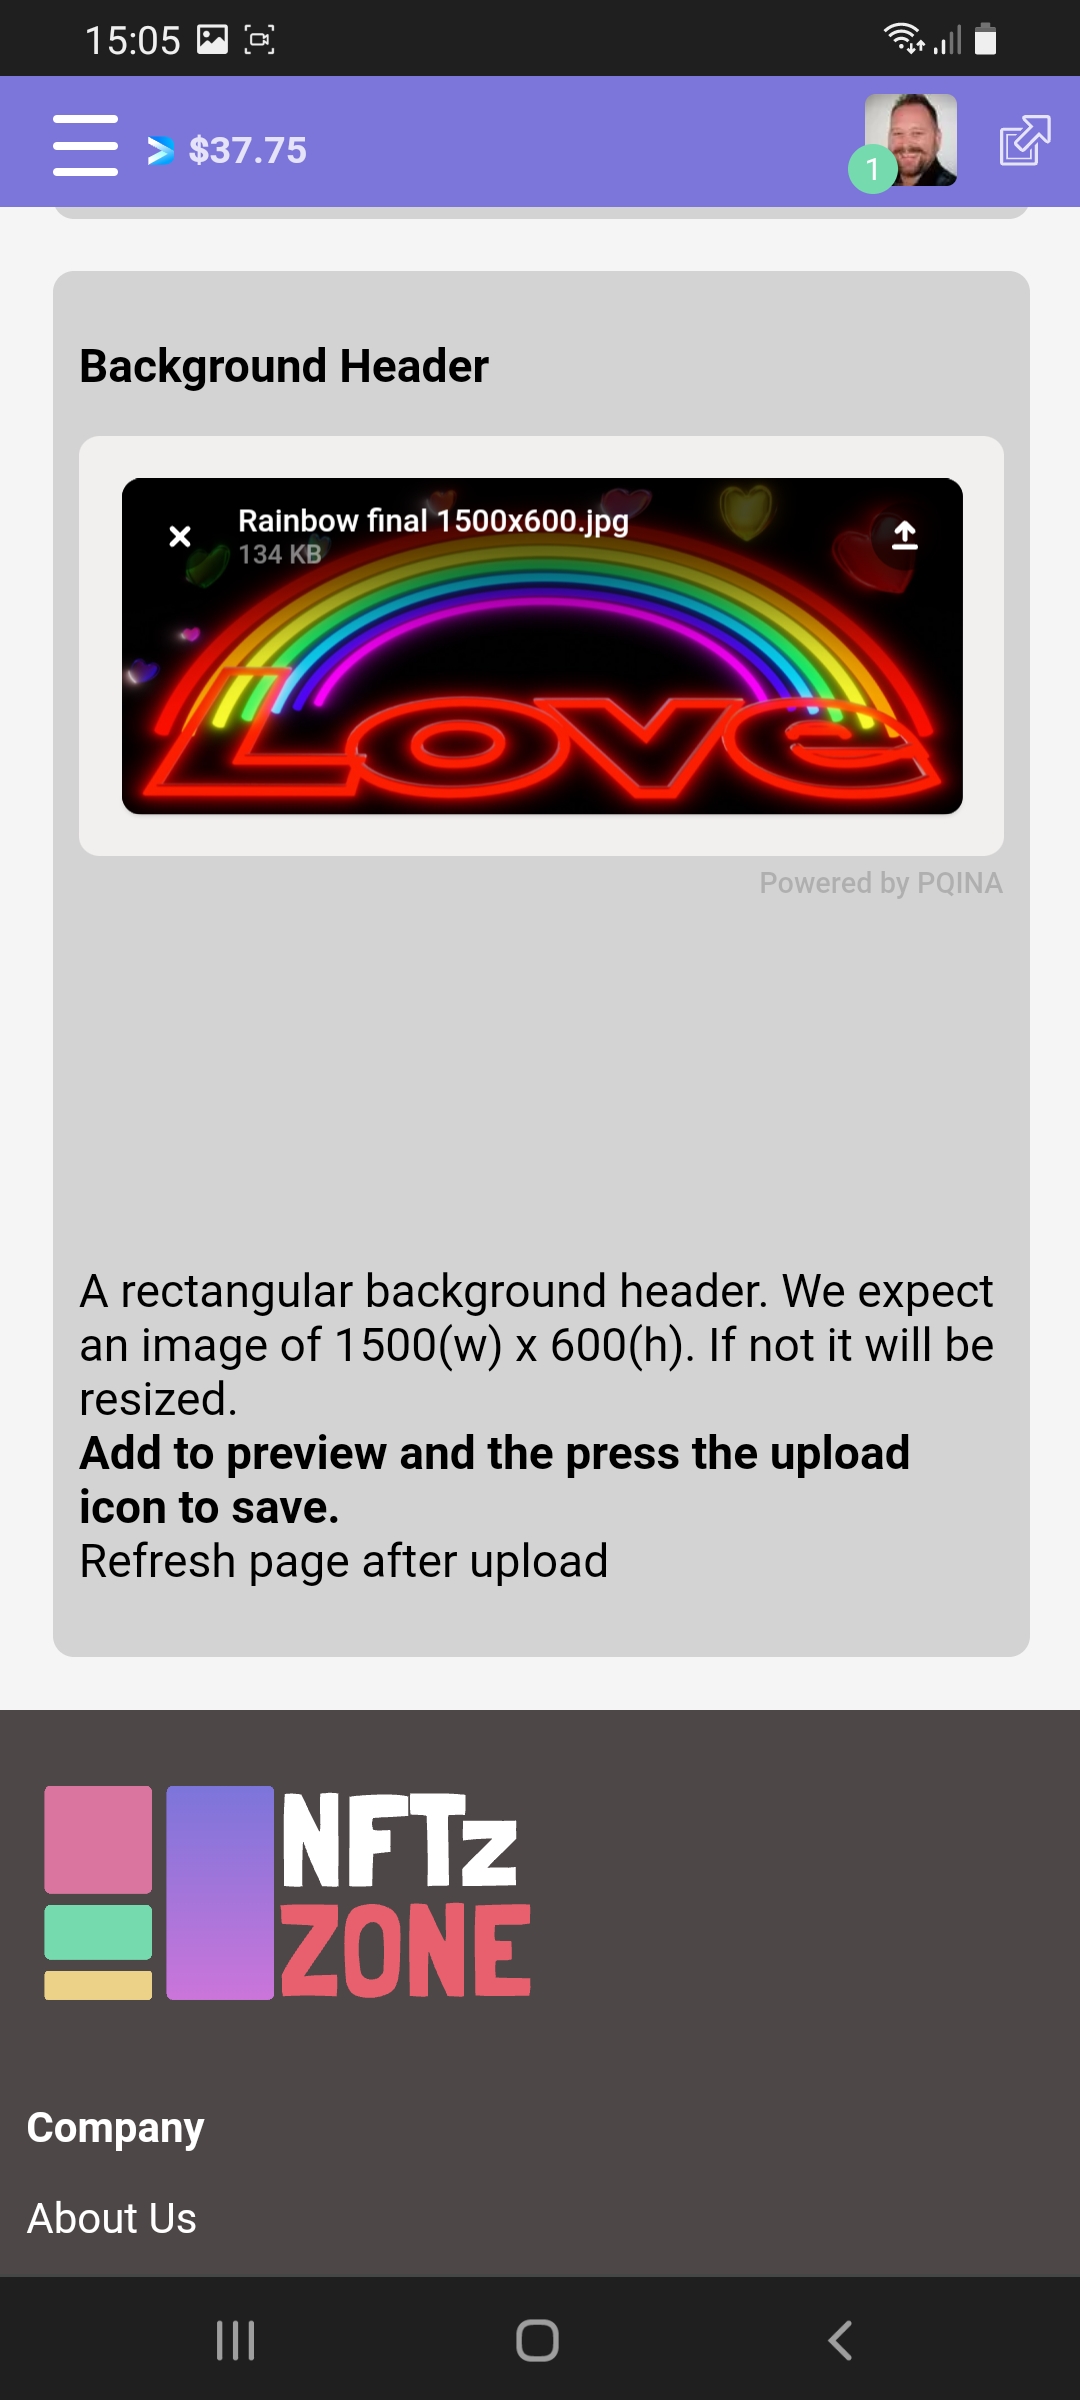 15:05
$37.75
1
Background Header
Rainbow final 1500x600.jpg
134 KB
Love
Powered by PQINA
A rectangular background header. We expect
an image of 1500(w) x 600(h). If not it will be
resized.
Add to preview and the press the upload
icon to save.
Refresh page after upload
NFTz
ZONE
Company
About Us